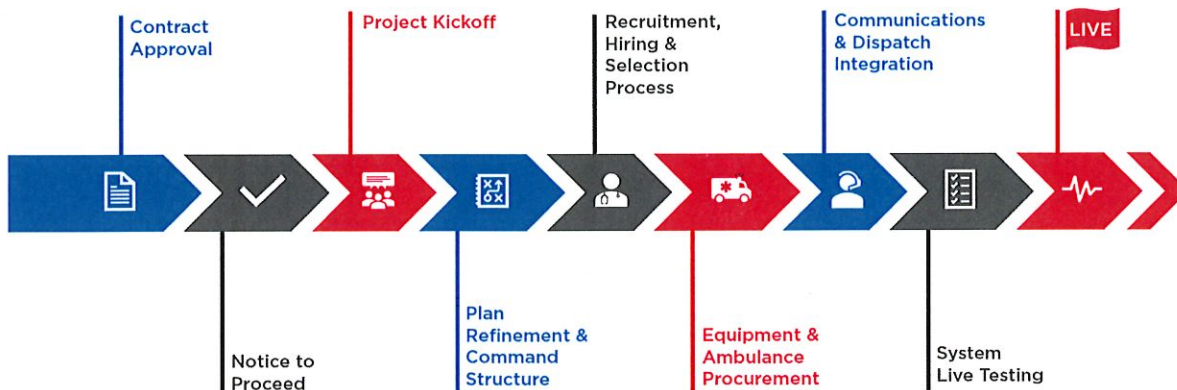 Contract
Approval
Project Kickoff
Recruitment,
Hiring &
Selection
Process
Communications
& Dispatch
Integration
LIVE
Notice to
Proceed
Plan
Refinement &
Command
Structure
Equipment &
Ambulance
Procurement
System
Live Testing